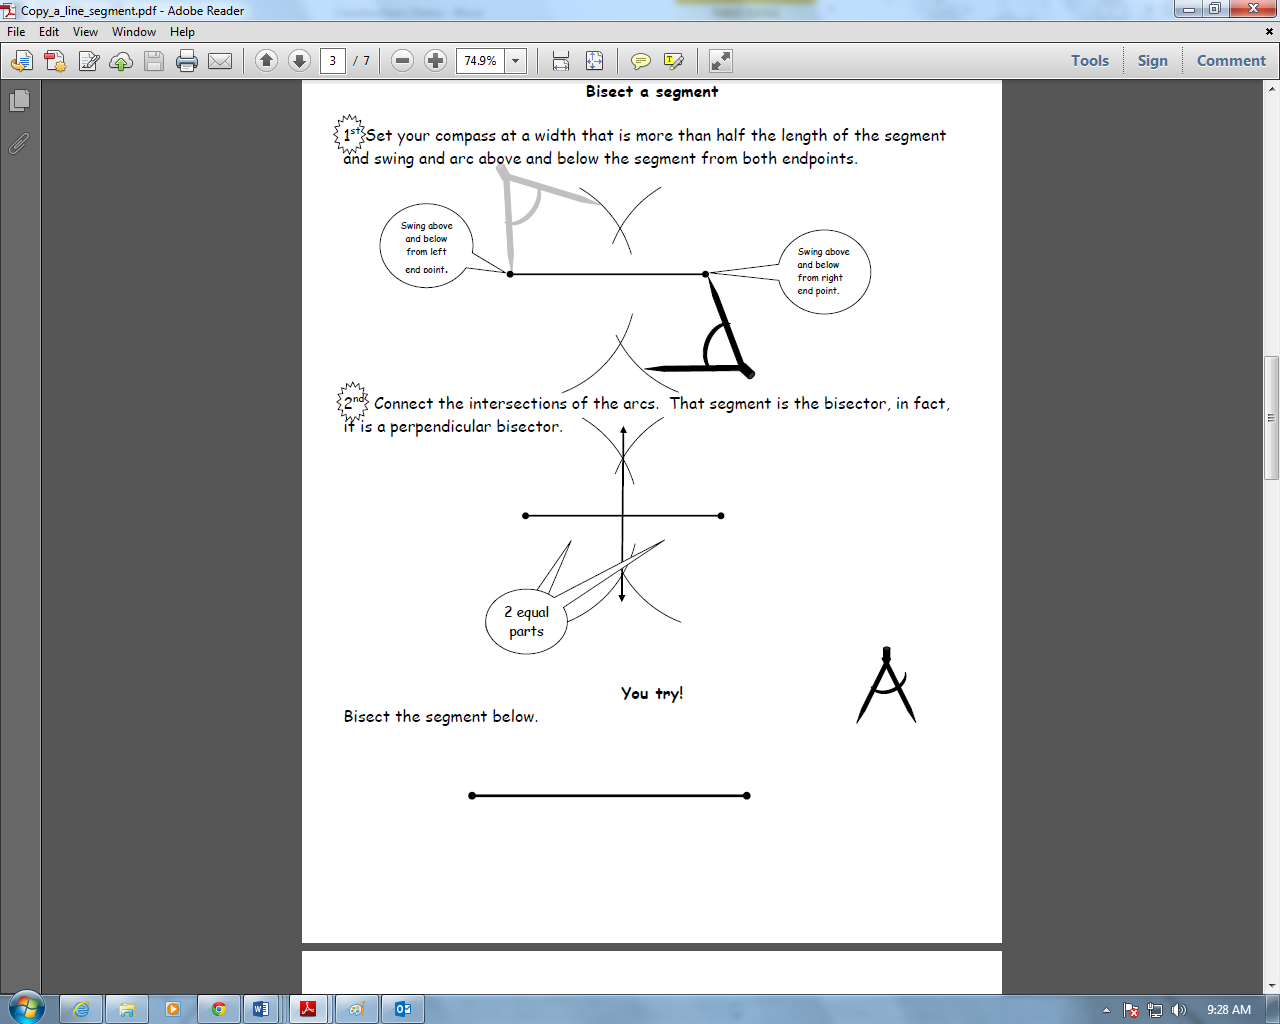 Copy_a_line_segment.pdf - Adobe Reader
File Edit View Window Help
3 / 7 74.9% Tools Sign Comment
Bisect a segment
1st Set your compass at a width that is more than half the length of the segment
and swing and arc above and below the segment from both endpoints.
Swing above
and below
from left
end point.
Swing above
and below
from right
end point.
2nd Connect the intersections of the arcs. That segment is the bisector, in fact,
it is a perpendicular bisector.
2 equal
parts
You try!
Bisect the segment below.
9:28 AM